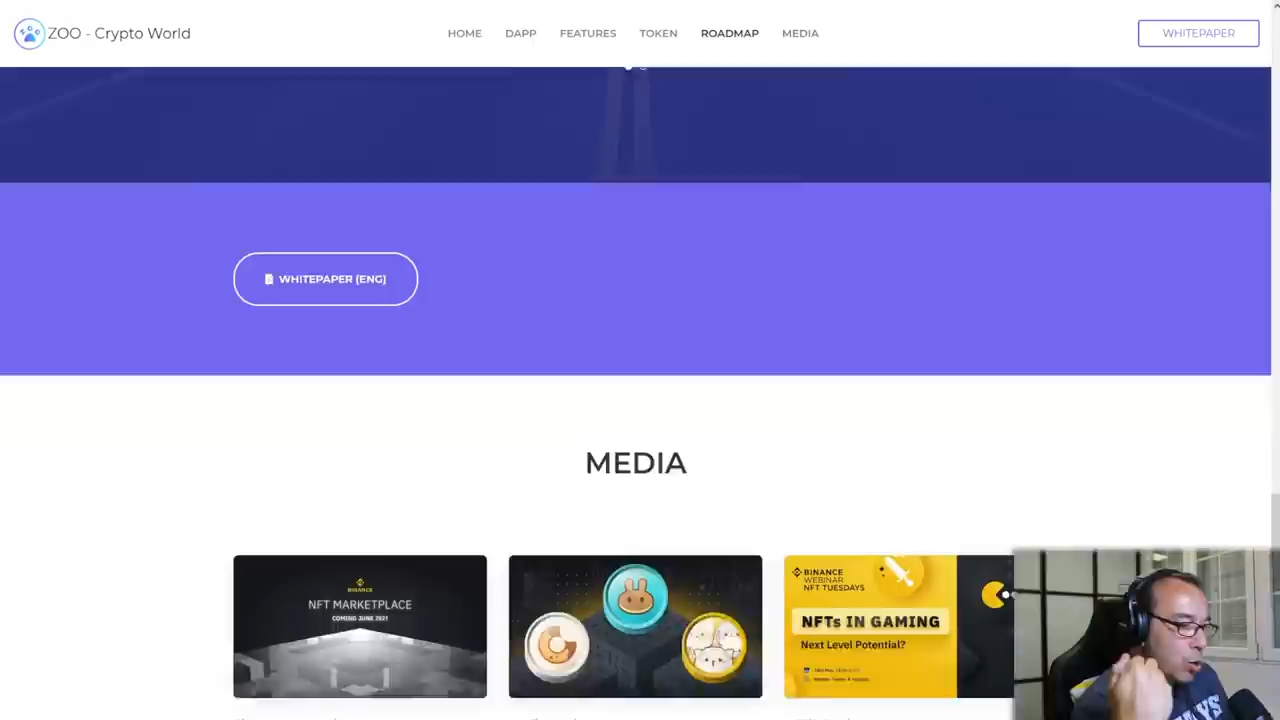 ZOO - Crypto World
HOME DAPP FEATURES TOKEN ROADMAP MEDIA
WHITEPAPER
WHITEPAPER (ENG)
MEDIA
BINANCE
NFT MARKETPLACE
COMING JUNE 2021
BINANCE
WEBINAR
NFT TUESDAYS
NFTs IN GAMING
Next Level Potential?